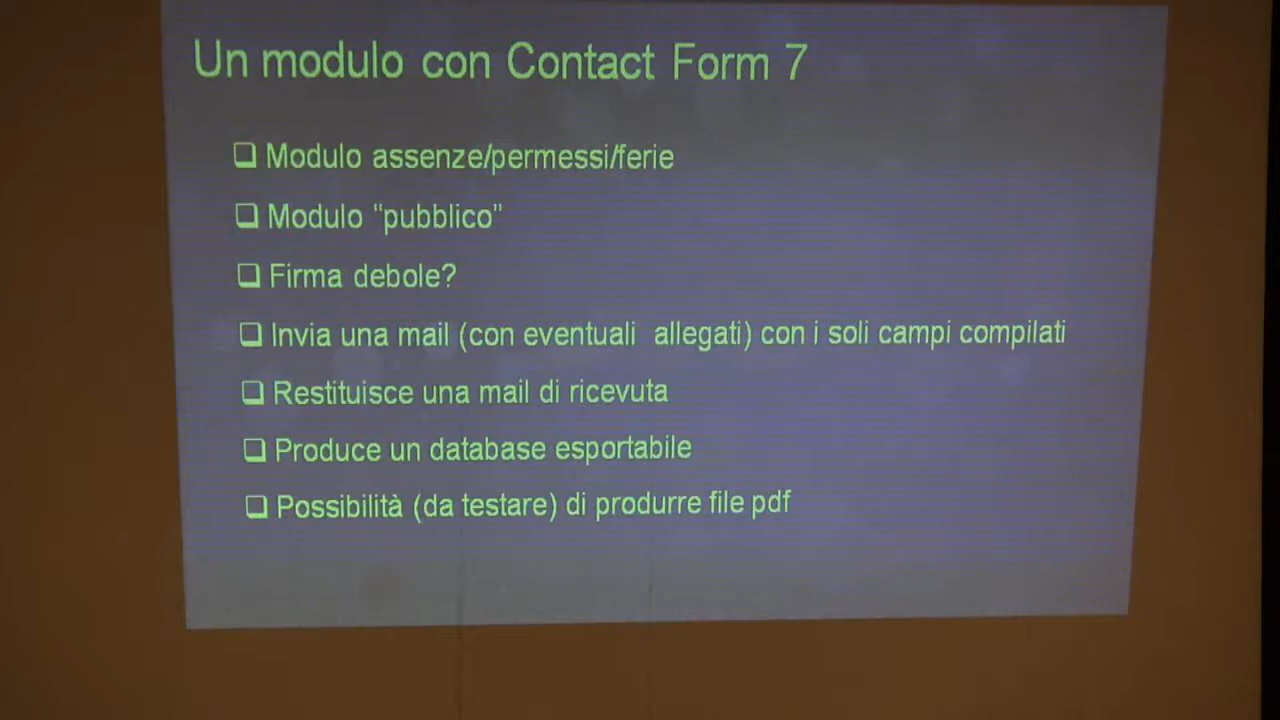 Un modulo con Contact Form 7
Modulo assenze/permessi/ferie
Modulo “pubblico”
Firma debole?
Invia una mail (con eventuali allegati) con i soli campi compilati
Restituisce una mail di ricevuta
Produce un database esportabile
Possibilità (da testare) di produrre file pdf